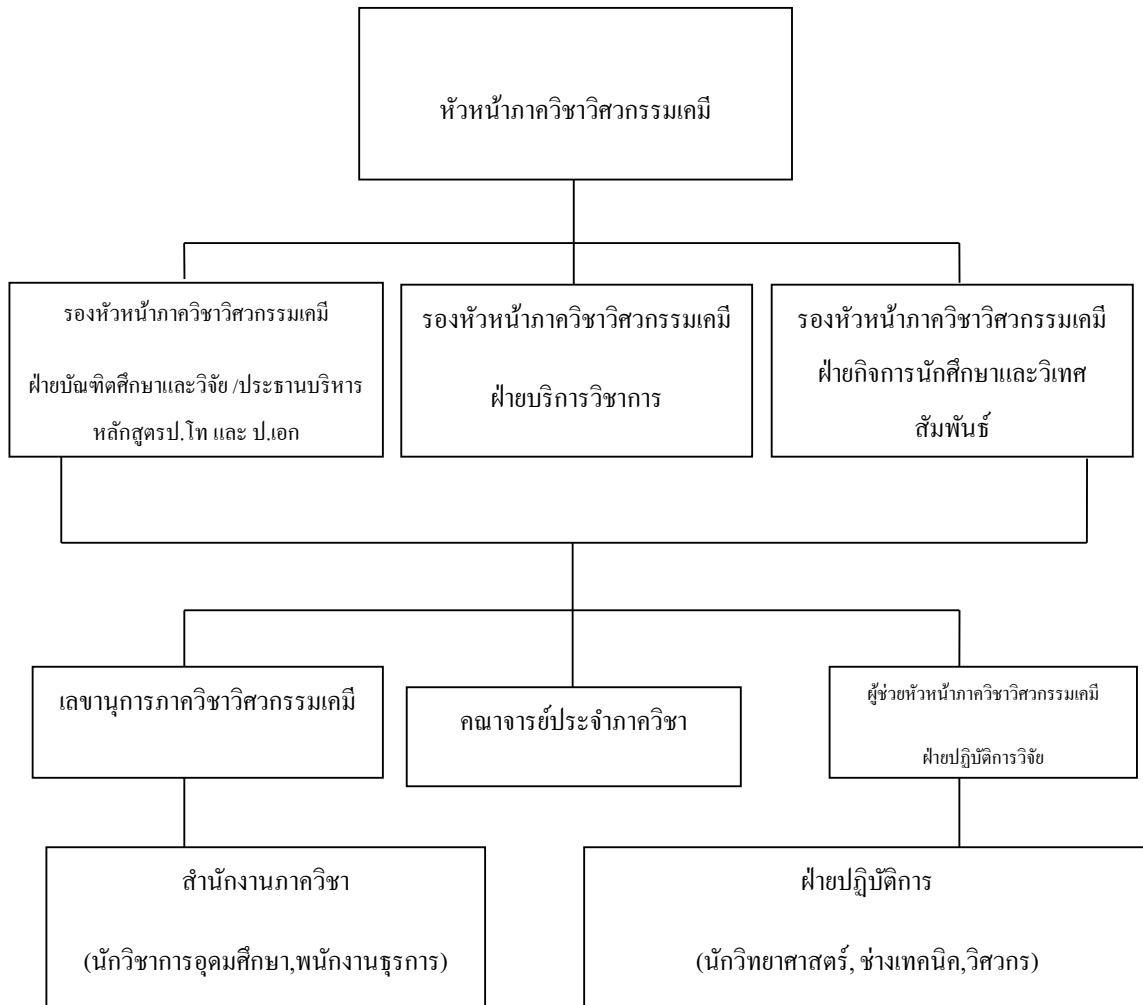 หัวหน้าภาควิชาวิศวกรรมเคมี
รองหัวหน้าภาควิชาวิศวกรรมเคมี
ฝ่ายบัณฑิตศึกษาและวิจัย /ประธานบริหาร
หลักสูตรป.โท และ ป.เอก
รองหัวหน้าภาควิชาวิศวกรรมเคมี
ฝ่ายบริการวิชาการ
รองหัวหน้าภาควิชาวิศวกรรมเคมี
ฝ่ายกิจการนักศึกษาและวิเทศ
สัมพันธ์
เลขานุการภาควิชาวิศวกรรมเคมี
คณาจารย์ประจำภาควิชา
ผู้ช่วยหัวหน้าภาควิชาวิศวกรรมเคมี
ฝ่ายปฏิบัติการวิจัย
สำนักงานภาควิชา
(นักวิชาการอุดมศึกษา,พนักงานธุรการ)
ฝ่ายปฏิบัติการ
(นักวิทยาศาสตร์, ช่างเทคนิค,วิศวกร)